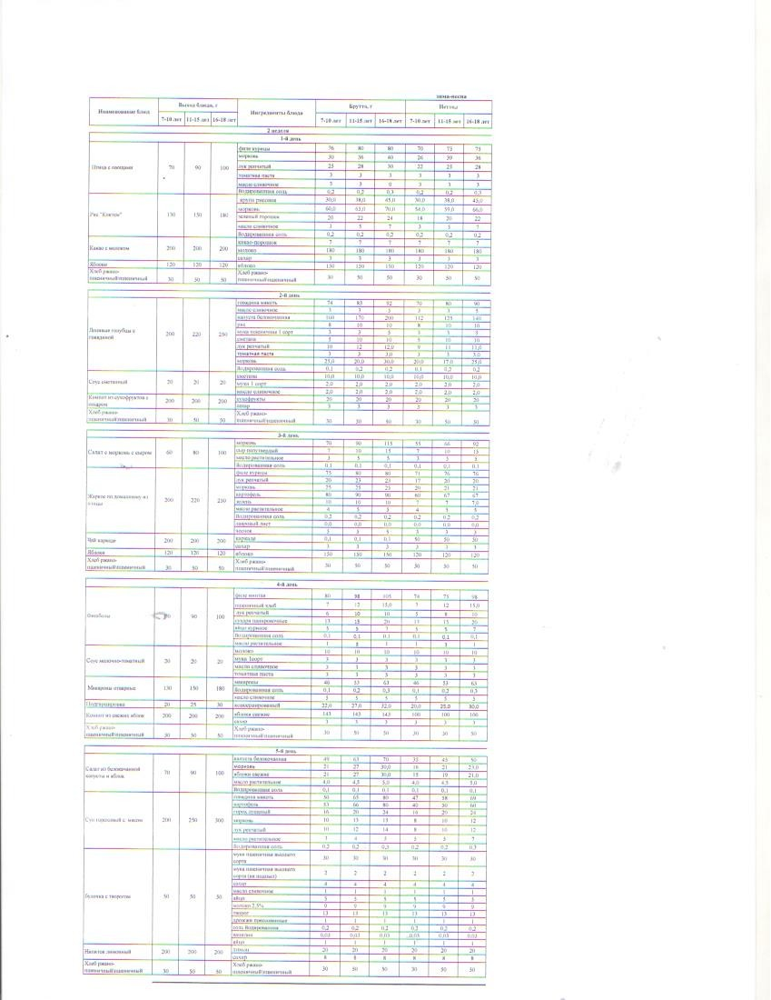 зима-весна
Наименование блюд Выход блюда, г Ингредиенты блюда Брутто, г Нетто,г
7-10 лет 11-15 лет 16-18 лет 7-10 лет 11-15 лет 16-18 лет 7-10 лет 11-15 лет 16-18 лет
2 неделя
1-й день
Птица с овощами 70 90 100
филе курицы 76 80 80 70 75 75
морковь 30 36 40 26 39 36
лук репчатый 25 28 30 22 25 28
томатная паста 3 3 3 3 3 3
масло сливочное 3 3 0 3 3 3
Йодированная соль 0,2 0,2 0,3 0,2 0,2 0,3
Рис "Коктем" 130 150 180
крупа рисовая 30,0 38,0 45,0 30,0 38,0 45,0
морковь 60,0 65,0 70,0 54,0 59,0 66,0
зеленый горошек 20 22 24 18 20 22
масло сливочное 3 5 7 3 5 7
Йодированная соль 0,2 0,2 0,2 0,2 0,2 0,2
Какао с молоком 200 200 200
какао-порошок 7 7 7 7 7 7
молоко 180 180 180 180 180 180
сахар 3 3 3 3 3 3
Яблоки 120 120 120 яблоко 150 150 150 120 120 120
Хлеб ржано-пшеничный/пшеничный 30 50 50 Хлеб ржано-пшеничный/пшеничный 30 50 50 30 50 50
2-й день
Ленивые голубцы с говядиной 200 220 250
говядина мякоть 74 83 92 70 80 90
масло сливочное 3 3 5 3 3 5
капуста белокочанная 160 170 200 112 125 140
рис 8 10 10 8 10 10
мука пшеничная 1 сорт 3 3 5 3 3 5
сметана 5 10 10 5 10 10
лук репчатый 10 12 12,0 9 11 11,0
томатная паста 3 3 3,0 3 3 3,0
морковь 25,0 20,0 30,0 20,0 17,0 25,0
Йодированная соль 0,1 0,2 0,2 0,1 0,2 0,2
Соус сметанный 20 20 20
сметана 10,0 10,0 10,0 10,0 10,0 10,0
мука 1 сорт 2,0 2,0 2,0 2,0 2,0 2,0
масло сливочное 2,0 2,0 2,0 2,0 2,0 2,0
Компот из сухофруктов с сахаром 200 200 200
сухофрукты 20 20 20 20 20 20
сахар 3 3 3 3 3 3
Хлеб ржано-пшеничный/пшеничный 30 50 50 Хлеб ржано-пшеничный/пшеничный 30 50 50 30 50 50
3-й день
Салат с морковь с сыром 60 80 100
морковь 70 90 115 55 66 92
сыр полутвердый 7 10 15 7 10 15
масло растительное 3 5 5 3 5 5
Йодированная соль 0,1 0,1 0,1 0,1 0,1 0,1
Жаркое по домашнему из птицы 200 220 250
филе курицы 75 80 80 71 76 76
лук репчатый 20 23 23 17 20 20
морковь 25 25 25 20 21 21
картофель 80 90 90 60 67 67
зелень 10 10 10 7 7 7,0
масло растительное 4 5 5 4 5 5
Йодированная соль 0,2 0,2 0,2 0,2 0,2 0,2
лавровый лист 0,0 0,0 0,0 0,0 0,0 0,0
чеснок 5 5 5 3 3 3
Чай каркаде 200 200 200
каркаде 0,1 0,1 0,1 50 50 50
сахар 3 3 3 3 3 3
Яблоки 120 120 120 яблоко 150 150 150 120 120 120
Хлеб ржано-пшеничный/пшеничный 30 50 50 Хлеб ржано-пшеничный/пшеничный 50 50 50 30 50 50
4-й день
90 100
филе минтая 80 98 105 74 75 98
пшеничный хлеб 7 12 15,0 7 12 15,0
лук репчатый 6 10 10 5 8 10
сухари панировочные 13 15 20 13 15 20
яйцо куриное 5 5 7 5 5 7
Йодированная соль 0,1 0,1 0,1 0,1 0,1 0,1
масло растительное 1 8 1 1 3 1
Соус молочно-томатный 20 20 20
молоко 10 10 10 10 10 10
мука 1сорт 3 3 3 3 3 3
масло сливочное 3 3 3 3 3 3
томатная паста 3 3 3 3 3 3
Макароны отварные 130 150 180
макароны 46 53 63 46 53 63
Йодированная соль 0,1 0,2 0,3 0,1 0,2 0,3
масло сливочное 5 5 5 5 5 5
Подгарнировка 20 25 30 консервированный 22,0 27,0 32,0 20,0 25,0 30,0
Компот из свежих яблок 200 200 200
яблоки свежие 143 143 143 100 100 100
сахар 3 3 3 3 3 3
Хлеб ржано-пшеничный/пшеничный 30 50 50 Хлеб ржано-пшеничный/пшеничный 30 50 50 30 50 50
5-й день
Салат из белокочанной капусты и яблок 70 90 100
капуста белокочанная 49 63 70 35 45 50
морковь 21 27 30,0 16 21 23,0
яблоки свежие 21 27 30,0 15 19 21,0
масло растительное 4,0 4,5 5,0 4,0 4,5 5,0
Йодированная соль 0,1 0,1 0,1 0,1 0,1 0,1
Суп гороховый с мясом 200 250 300
говядина мякоть 50 65 80 47 58 69
картофель 53 66 80 40 50 60
горох сушеный 16 20 24 16 20 24
морковь 10 13 15 8 10 12
лук репчатый 10 12 14 8 10 12
масло растительное 3 4 5 5 5 7
Йодированная соль 0,2 0,2 0,3 0,2 0,2 0,3
Булочка с творогом 50 50 50
мука пшеничная высшего сорта 30 30 30 30 30 30
мука пшеничная высшего сорта (на подпыл) 2 2 2 2 2 2
сахар 4 4 4 4 4 4
масло сливочное 1 1 1 1 1 1
яйцо 5 5 5 5 5 5
молоко 2,5% 9 9 9 9 9 9
творог 13 13 13 13 13 13
дрожжи прессованные 1 1 1 1 1 1
соль йодированная 0,2 0,2 0,2 0,2 0,2 0,2
ванилин 0,03 0,03 0,03 0,03 0,03 0,03
яйцо 1 1 1 1 1 1
Напиток лимонный 200 200 200
лимон 20 20 20 20 20 20
сахар 8 8 8 8 8 8
Хлеб ржано-пшеничный/пшеничный 30 50 50 Хлеб ржано-пшеничный/пшеничный 30 50 50 30 50 50